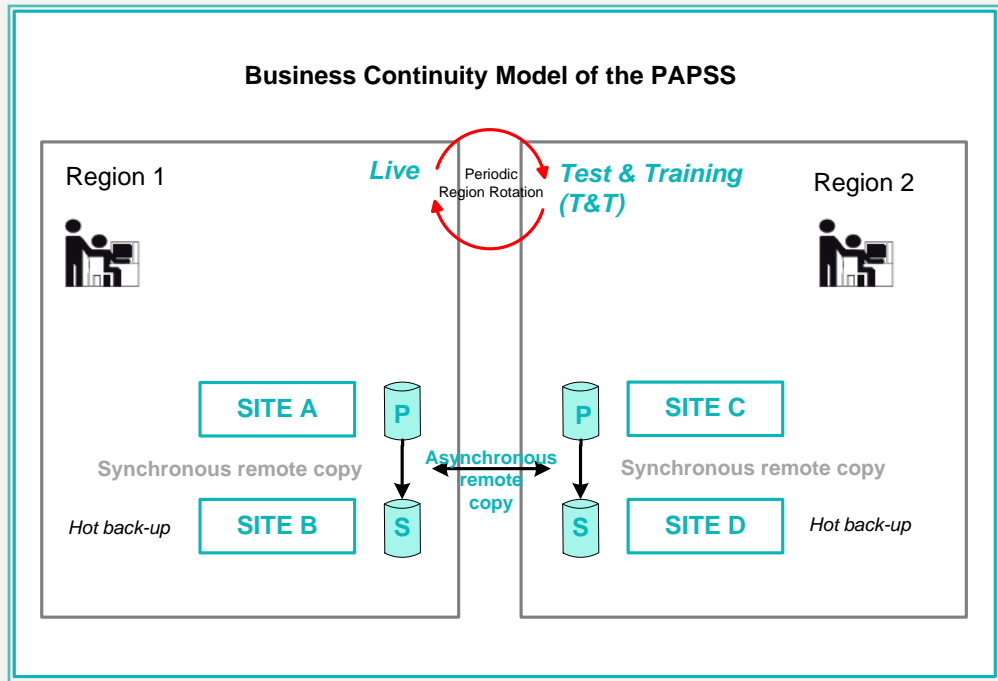 Business Continuity Model of the PAPSS
Region 1
Live
Periodic
Region Rotation
Test & Training
(T&T)
Region 2
SITE A
P
P
SITE C
Synchronous remote copy
Asynchronous
remote
copy
Synchronous remote copy
Hot back-up
SITE B
S
S
SITE D
Hot back-up